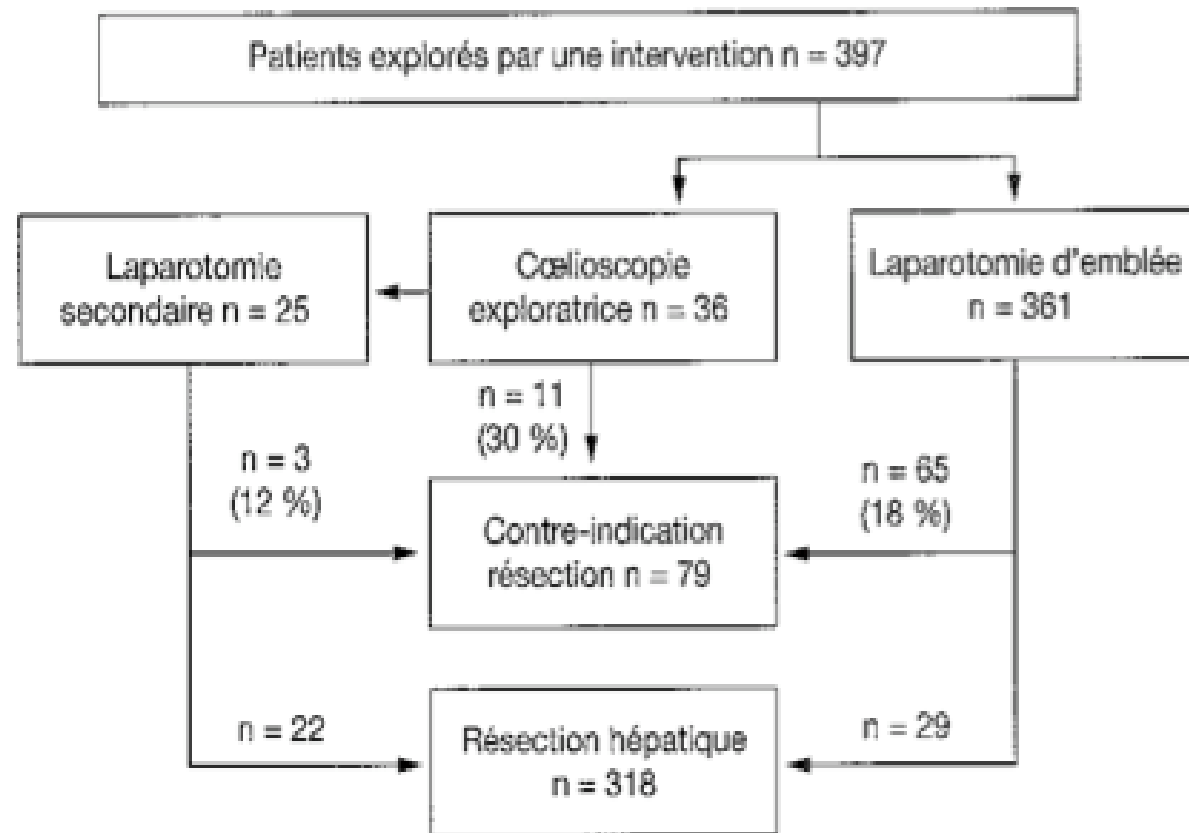 Patients explorés par une intervention n = 397
Laparotomie
secondaire n = 25
Cœlioscopie
exploratrice n = 36
Laparotomie d'emblée
n = 361
n = 11
(30 %)
n = 3
(12 %)
n = 65
(18 %)
Contre-indication
résection n = 79
n = 22
Résection hépatique
n = 318
n = 29